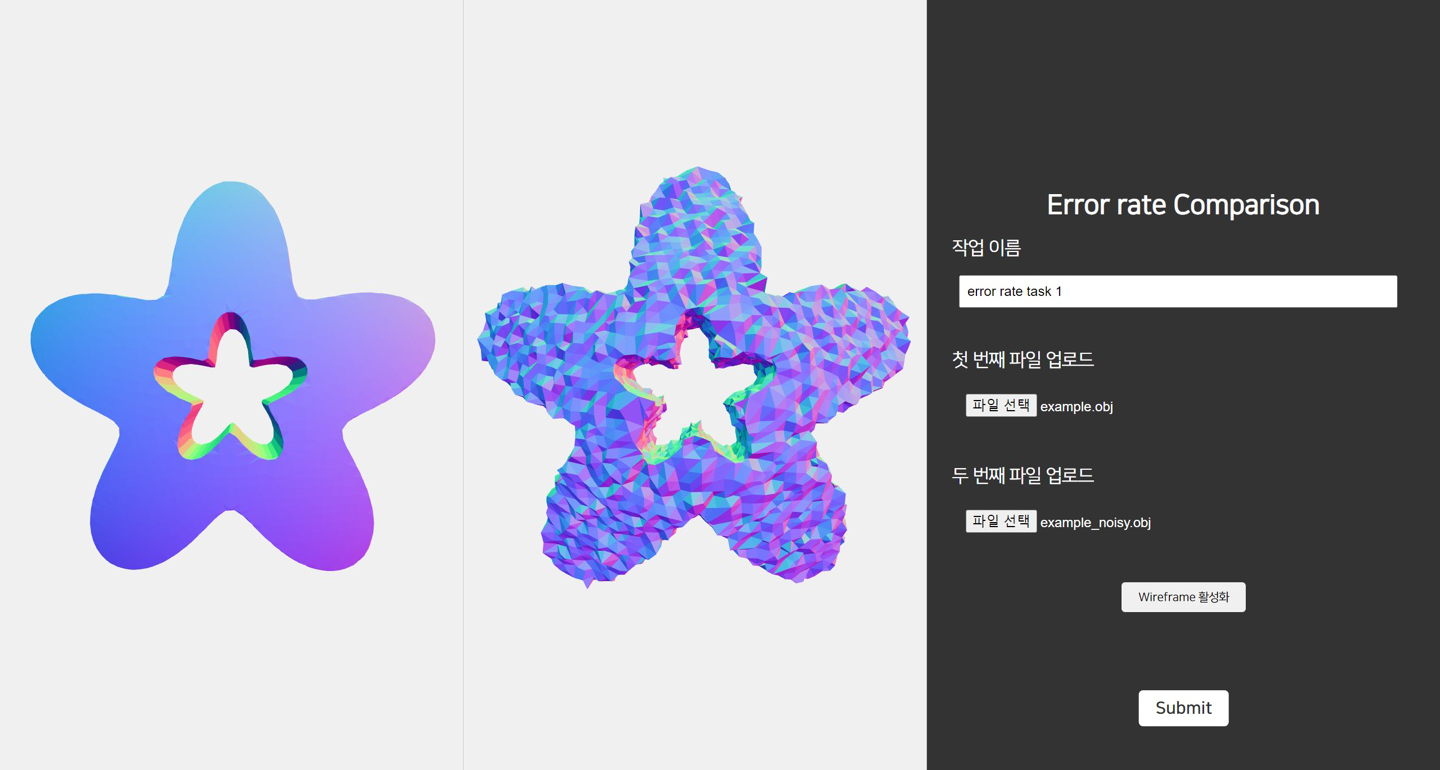 Error rate Comparison
작업 이름
error rate task 1
첫 번째 파일 업로드
파일 선택 example.obj
두 번째 파일 업로드
파일 선택 example_noisy.obj
Wireframe 활성화
Submit